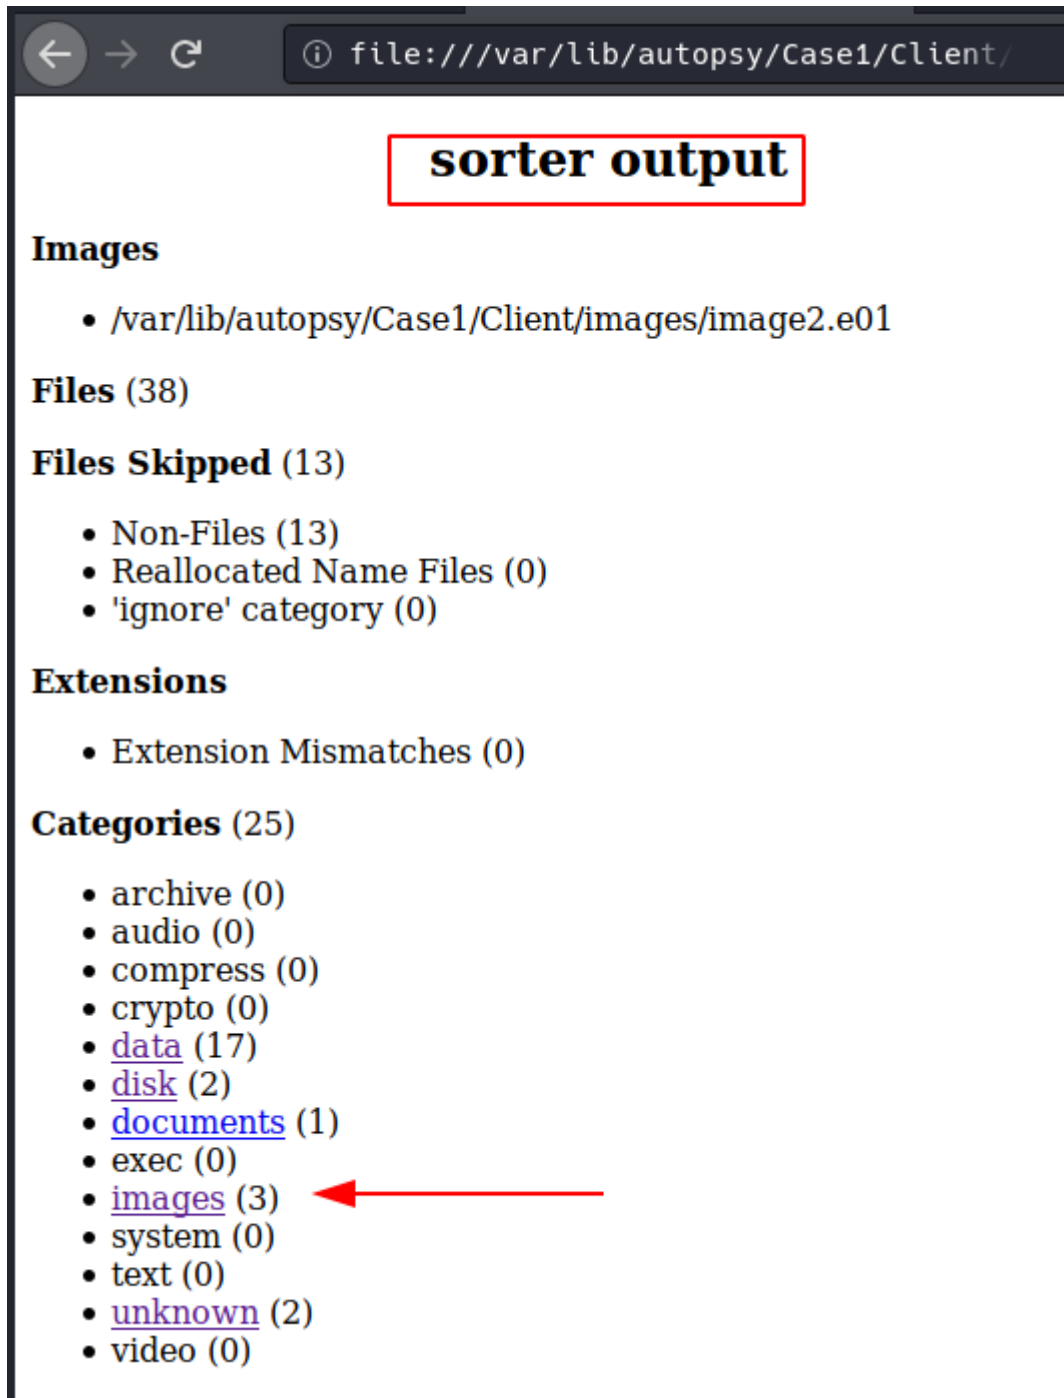 file:///var/lib/autopsy/Case1/Client/
sorter output
Images
• /var/lib/autopsy/Case1/Client/images/image2.e01
Files (38)
Files Skipped (13)
• Non-Files (13)
• Reallocated Name Files (0)
• 'ignore' category (0)
Extensions
• Extension Mismatches (0)
Categories (25)
• archive (0)
• audio (0)
• compress (0)
• crypto (0)
• data (17)
• disk (2)
• documents (1)
• exec (0)
• images (3)
• system (0)
• text (0)
• unknown (2)
• video (0)